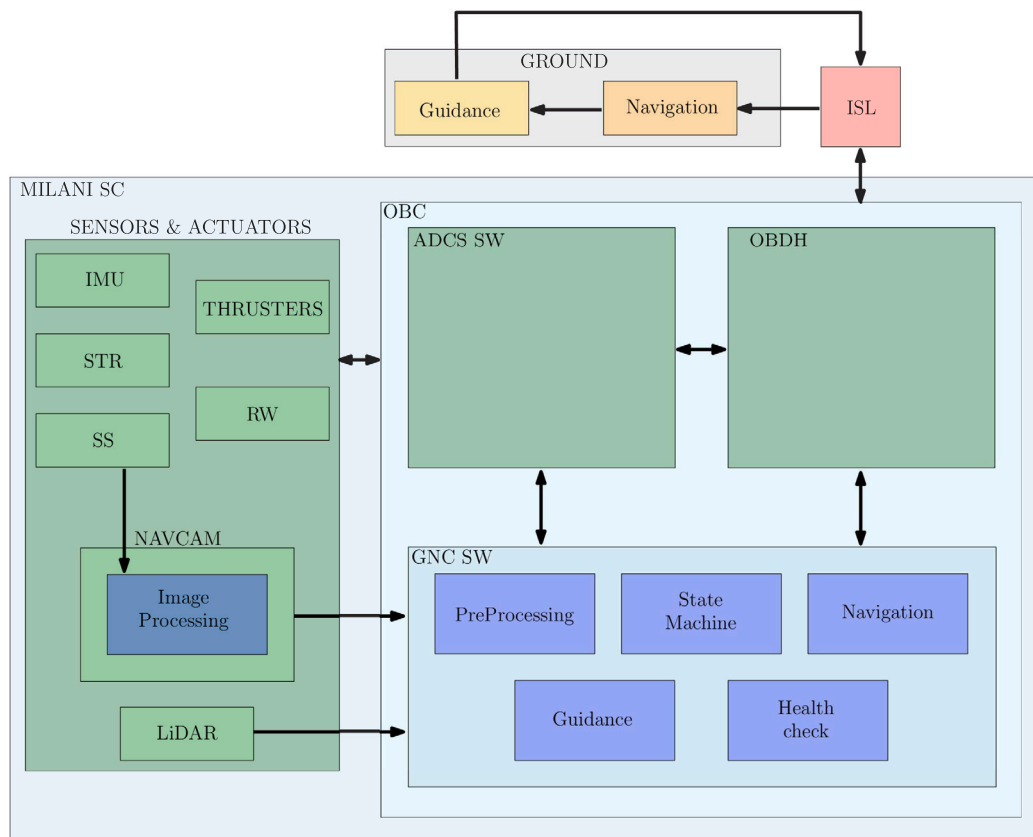 GROUND
Guidance
Navigation
ISL
MILANI SC
SENSORS & ACTUATORS
IMU
THRUSTERS
STR
RW
SS
NAVCAM
Image
Processing
LiDAR
OBC
ADCS SW
OBDH
GNC SW
PreProcessing
State
Machine
Navigation
Guidance
Health
check